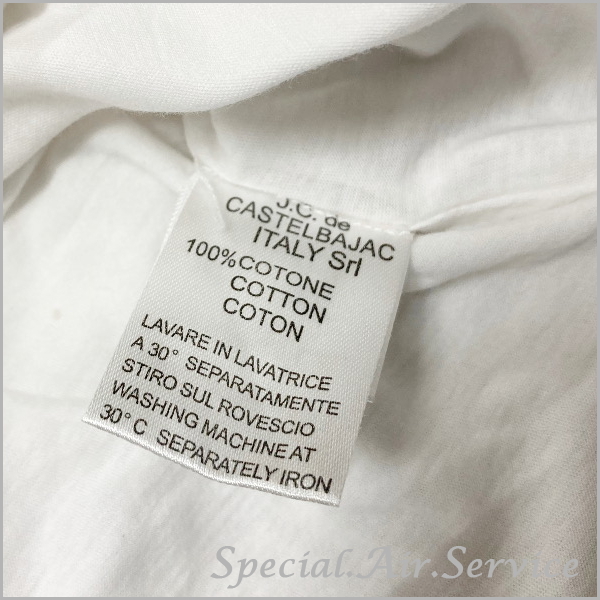 J.C. de
CASTELBAJAC
ITALY Srl
100%COTONE
COTTON
COTON
LAVARE IN LAVATRICE
A 30° SEPARATAMENTE
STIRO SUL ROVESCIO
WASHING MACHINE AT
30°C SEPARATELY IRON
Special.Air.Service